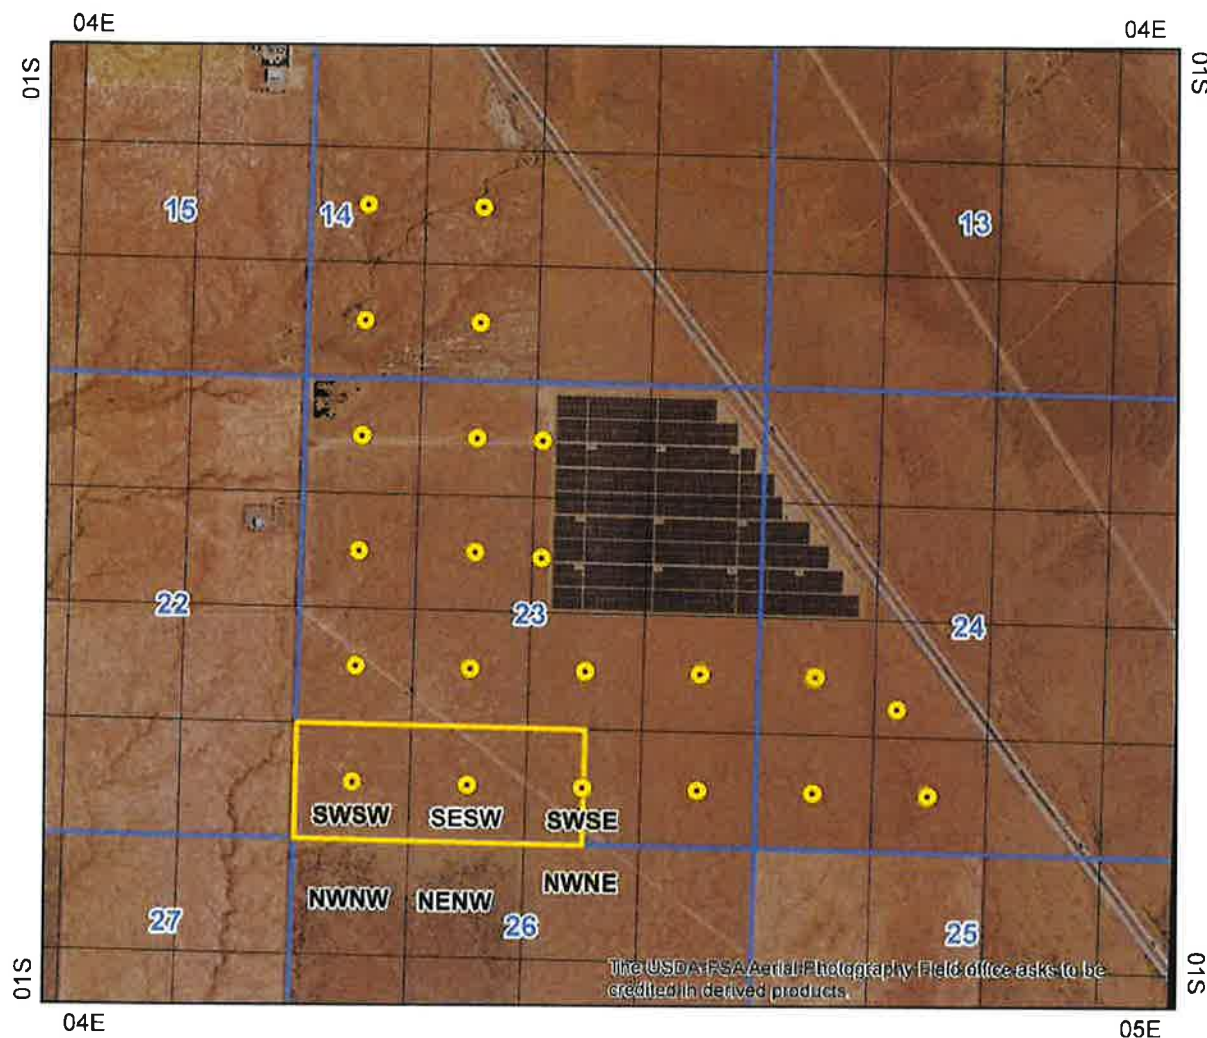 04E
04E
01S
01S
15
14
13
22
23
24
SWSW
SESW
SWSE
NWNW
NENW
NWNE
27
26
25
The USDA-FSA Aerial Photography Field office asks to be
credited in derived products.
01S
01S
04E
05E